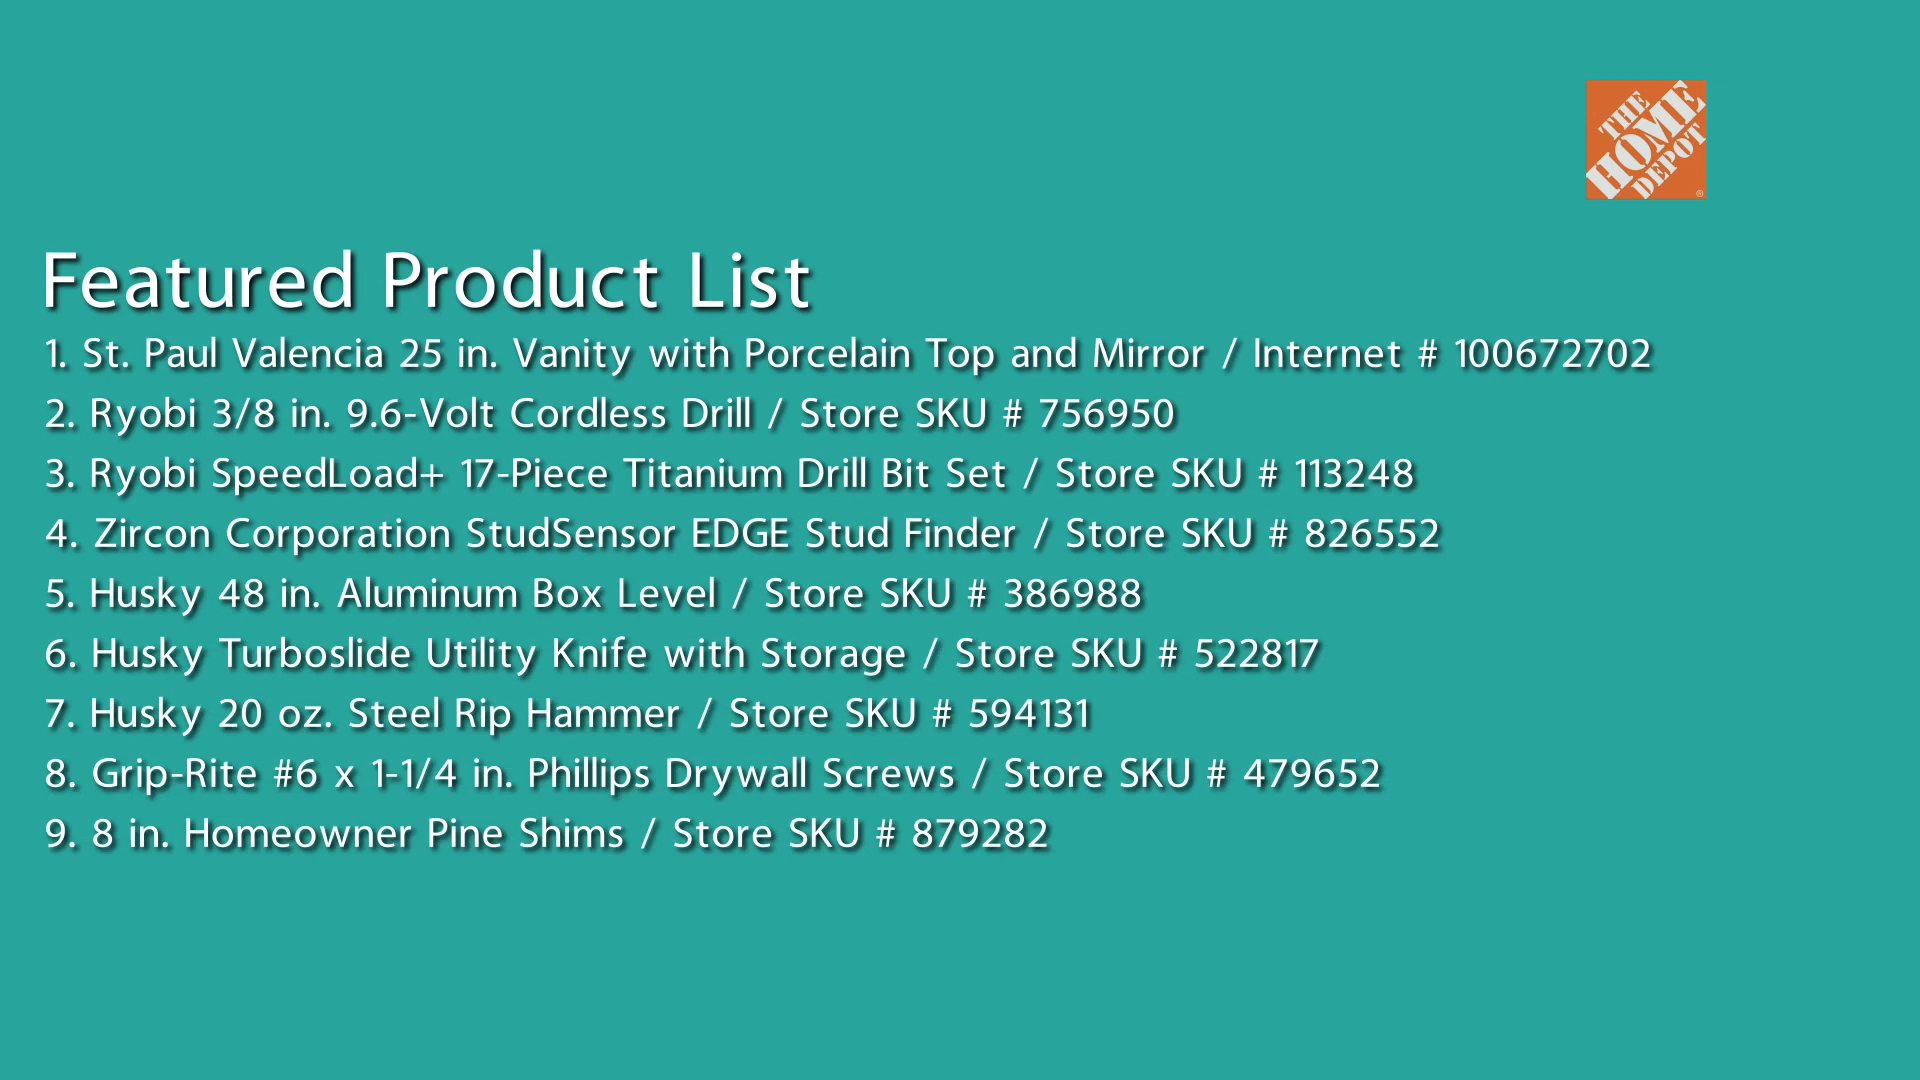 THE
HOME
DEPOT
®
Featured Product List
1. St. Paul Valencia 25 in. Vanity with Porcelain Top and Mirror / Internet # 100672702
2. Ryobi 3/8 in. 9.6-Volt Cordless Drill / Store SKU # 756950
3. Ryobi SpeedLoad+ 17-Piece Titanium Drill Bit Set / Store SKU # 113248
4. Zircon Corporation StudSensor EDGE Stud Finder / Store SKU # 826552
5. Husky 48 in. Aluminum Box Level / Store SKU # 386988
6. Husky Turboslide Utility Knife with Storage / Store SKU # 522817
7. Husky 20 oz. Steel Rip Hammer / Store SKU # 594131
8. Grip-Rite #6 x 1-1/4 in. Phillips Drywall Screws / Store SKU # 479652
9. 8 in. Homeowner Pine Shims / Store SKU # 879282